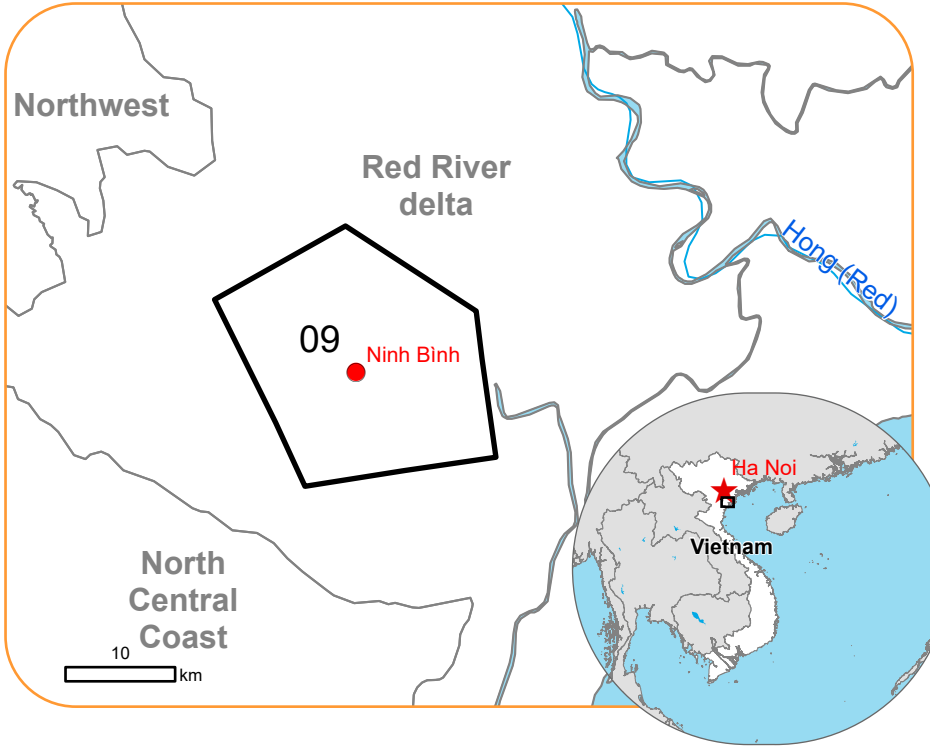 Northwest
Red River
delta
Hong (Red)
09
Ninh Bình
Ha Noi
Vietnam
North
Central
Coast
10
km